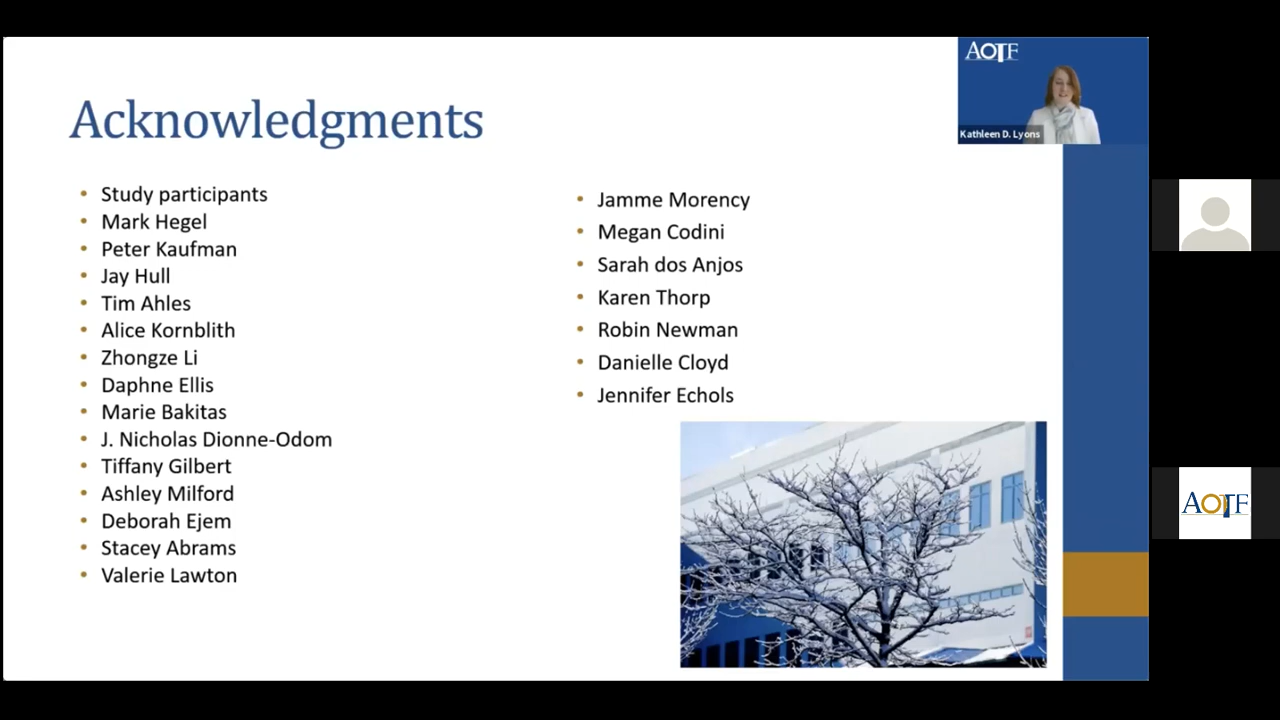 AOTF
Kathleen D. Lyons
Acknowledgments
Study participants
Mark Hegel
Peter Kaufman
Jay Hull
Tim Ahles
Alice Kornblith
Zhongze Li
Daphne Ellis
Marie Bakitas
J. Nicholas Dionne-Odom
Tiffany Gilbert
Ashley Milford
Deborah Ejem
Stacey Abrams
Valerie Lawton
Jamme Morency
Megan Codini
Sarah dos Anjos
Karen Thorp
Robin Newman
Danielle Cloyd
Jennifer Echols
AOTF